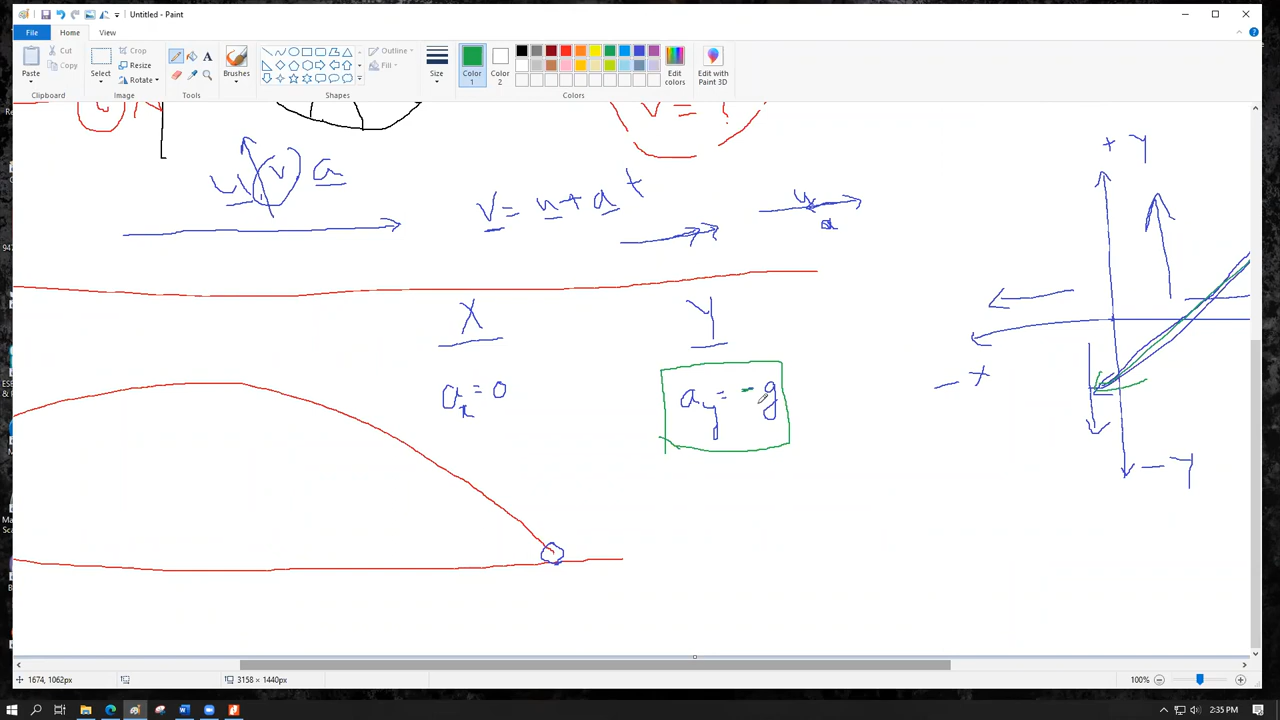 Untitled - Paint
File
Home
View
Cut
Copy
Paste
Crop
Resize
Rotate
Select
A
Brushes
Outline
Fill
Size
Color 1
Color 2
Edit colors
Edit with Paint 3D
Clipboard
Image
Tools
Shapes
Colors
V = ?
+ Y
(v) a
V = u + a t
u
a
X
Y
a_x = 0
a_y = - g
- X
- Y
1674, 1062px
3158 × 1440px
100%
2:35 PM